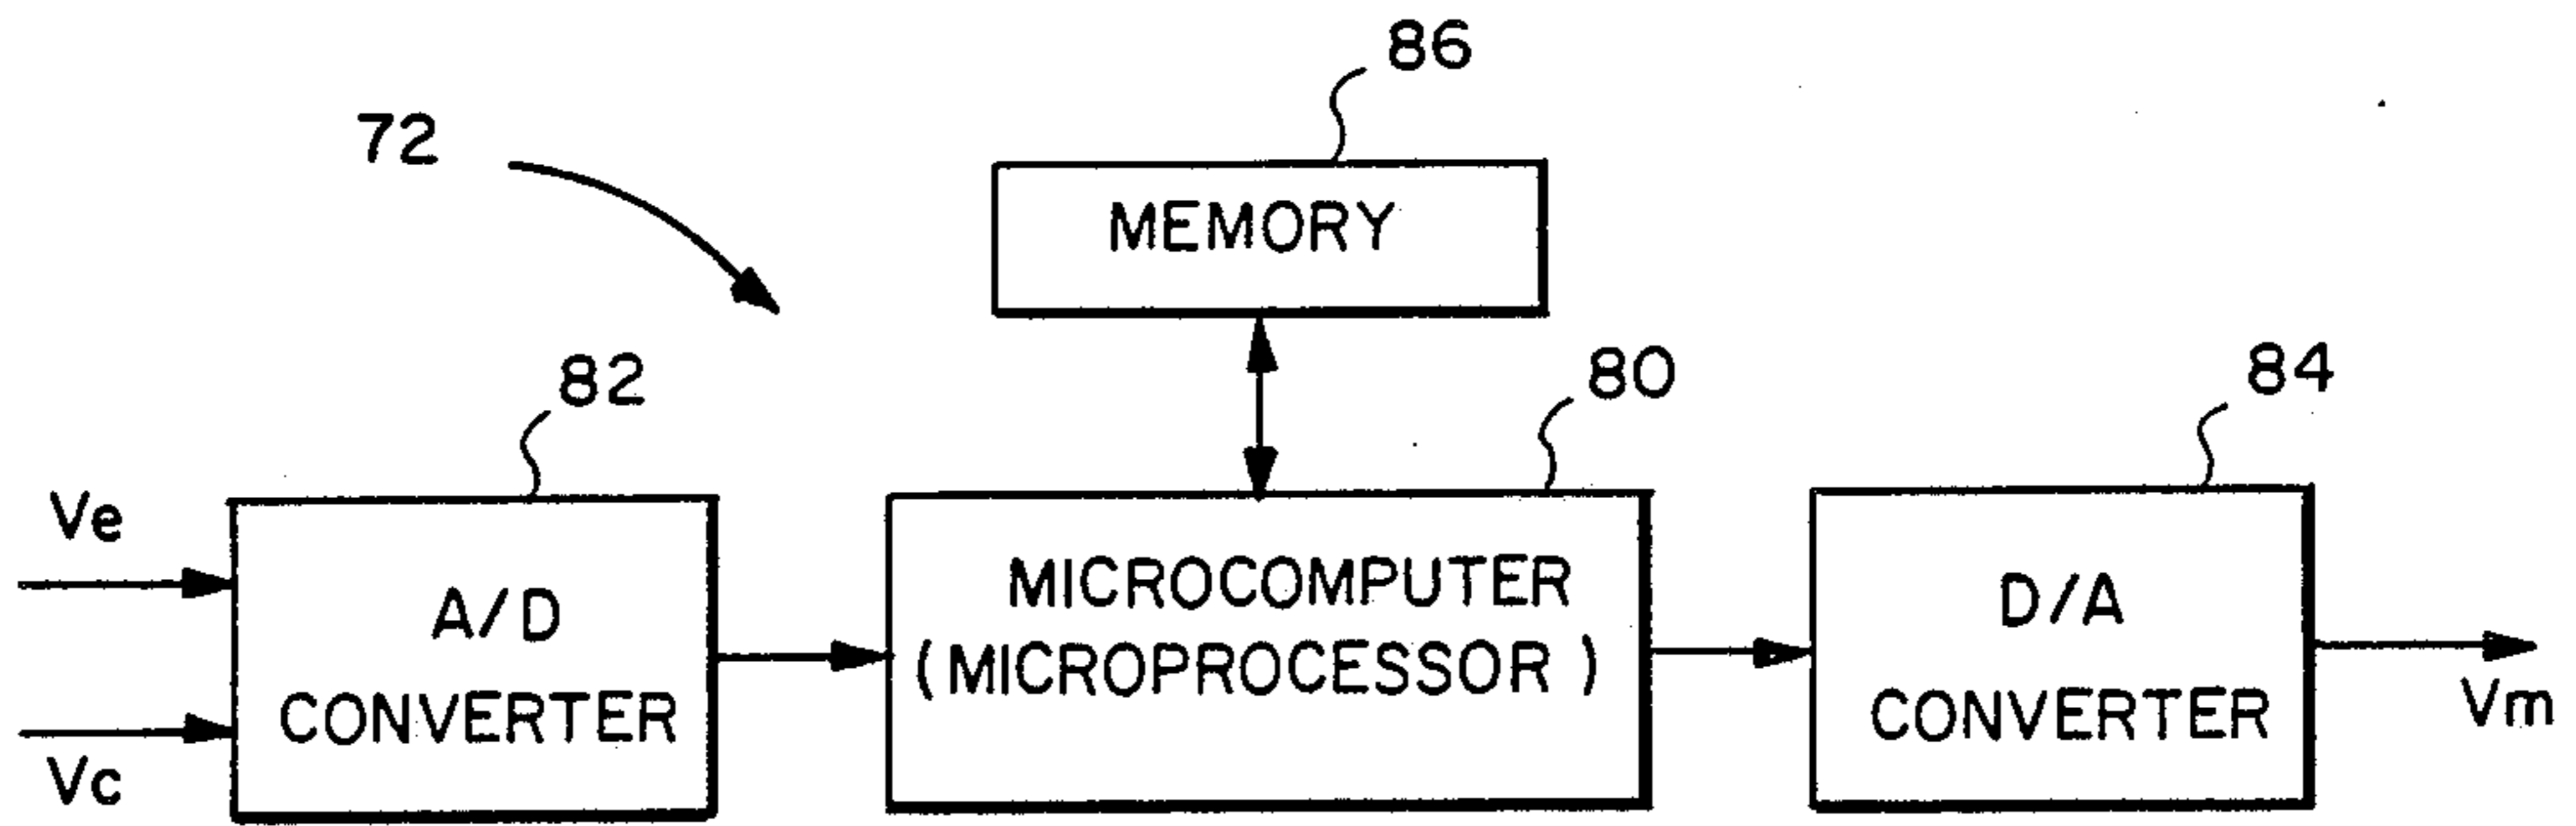 86
72
MEMORY
82
80
84
Ve
A/D
CONVERTER
Vc
MICROCOMPUTER
(MICROPROCESSOR)
D/A
CONVERTER
Vm